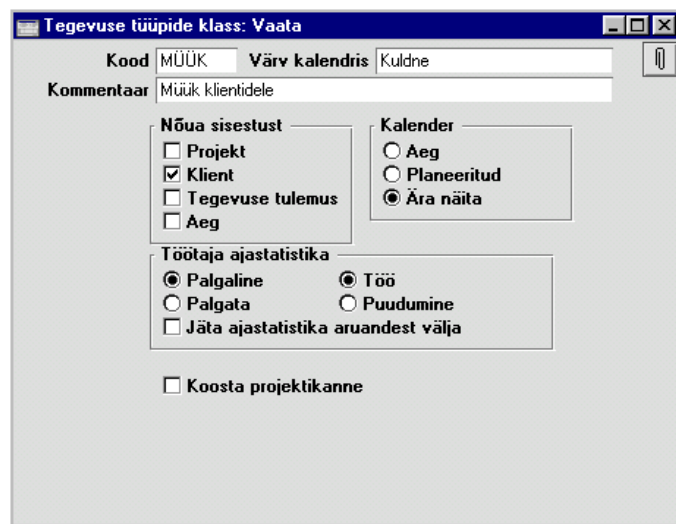 Tegevuse tüüpide klass: Vaata
Kood MÜÜK Värv kalendris Kuldne
Kommentaar Müük klientidele
Nõua sisestust Kalender
Projekt Aeg
Klient Planeeritud
Tegevuse tulemus Ära näita
Aeg
Töötaja ajastatistika
Palgaline Töö
Palgata Puudumine
Jäta ajastatistika aruandest välja
Koosta projektikanne